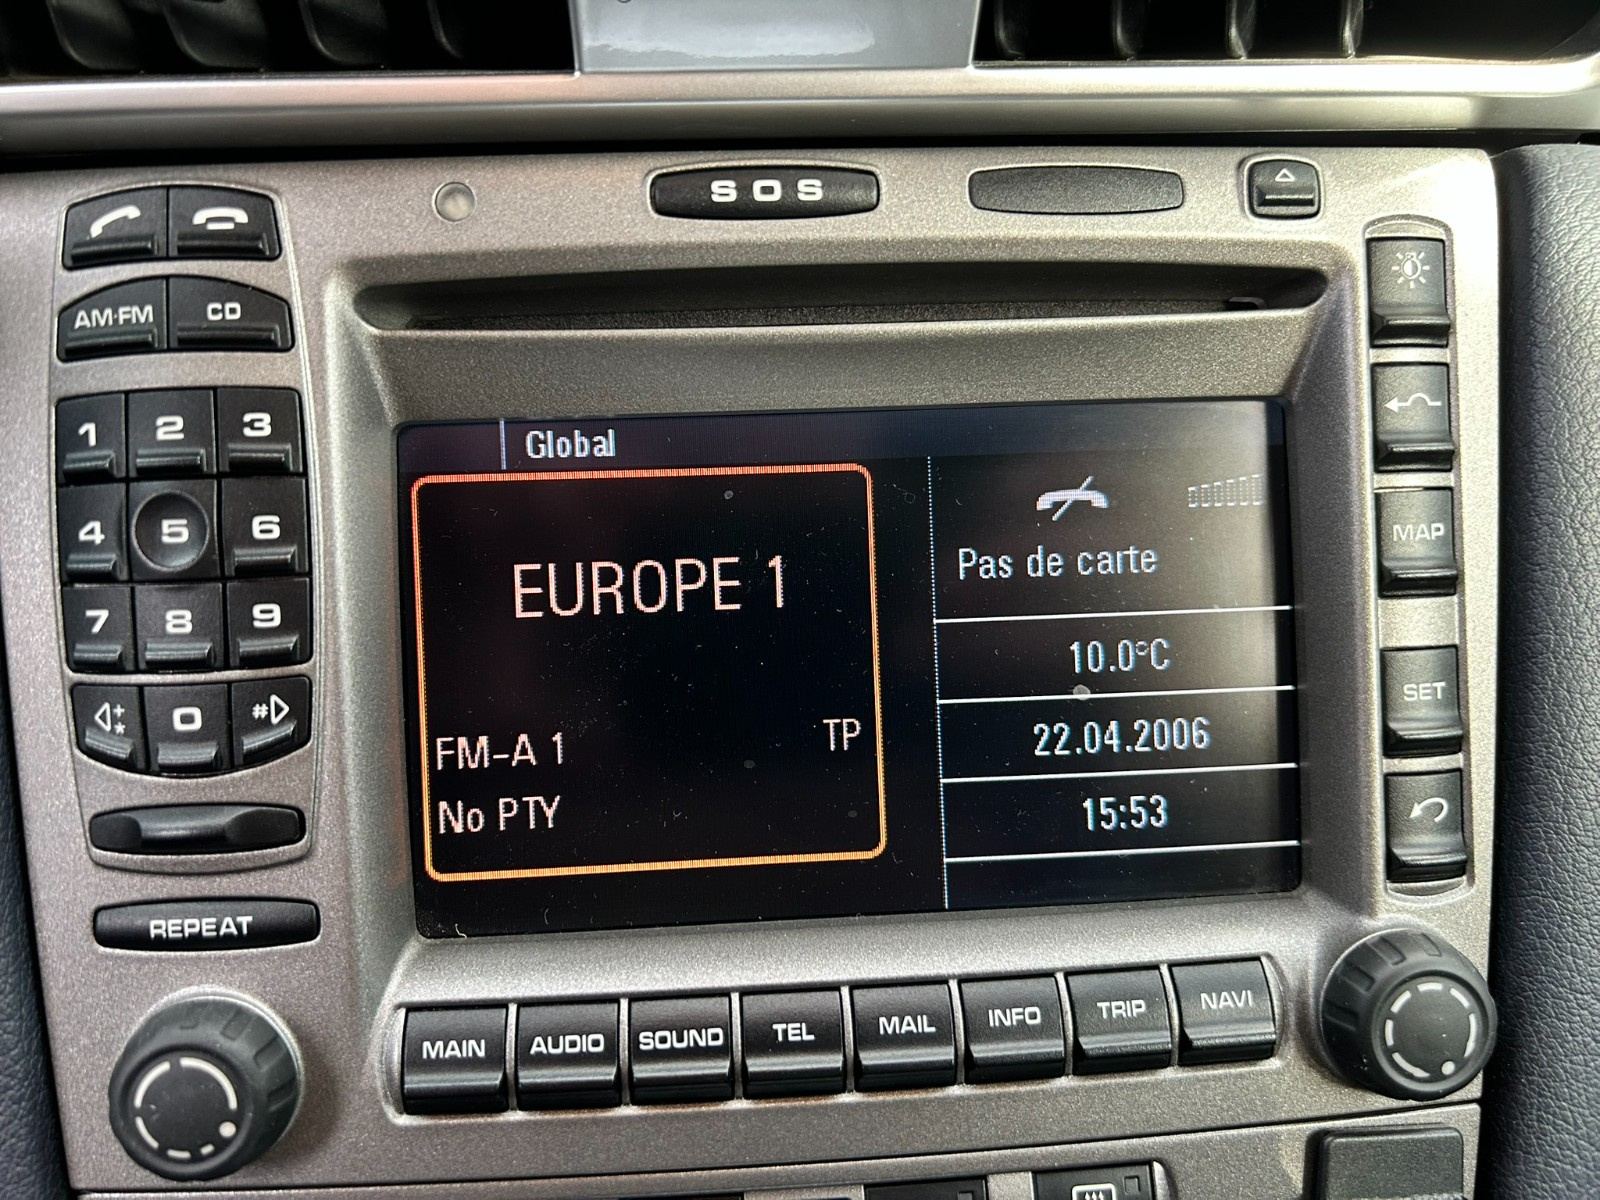 SOS
AM·FM
CD
1
2
3
4
5
6
7
8
9
+
*
0
#
REPEAT
Global
EUROPE 1
FM-A 1
TP
No PTY
Pas de carte
10.0°C
22.04.2006
15:53
MAP
SET
MAIN
AUDIO
SOUND
TEL
MAIL
INFO
TRIP
NAVI